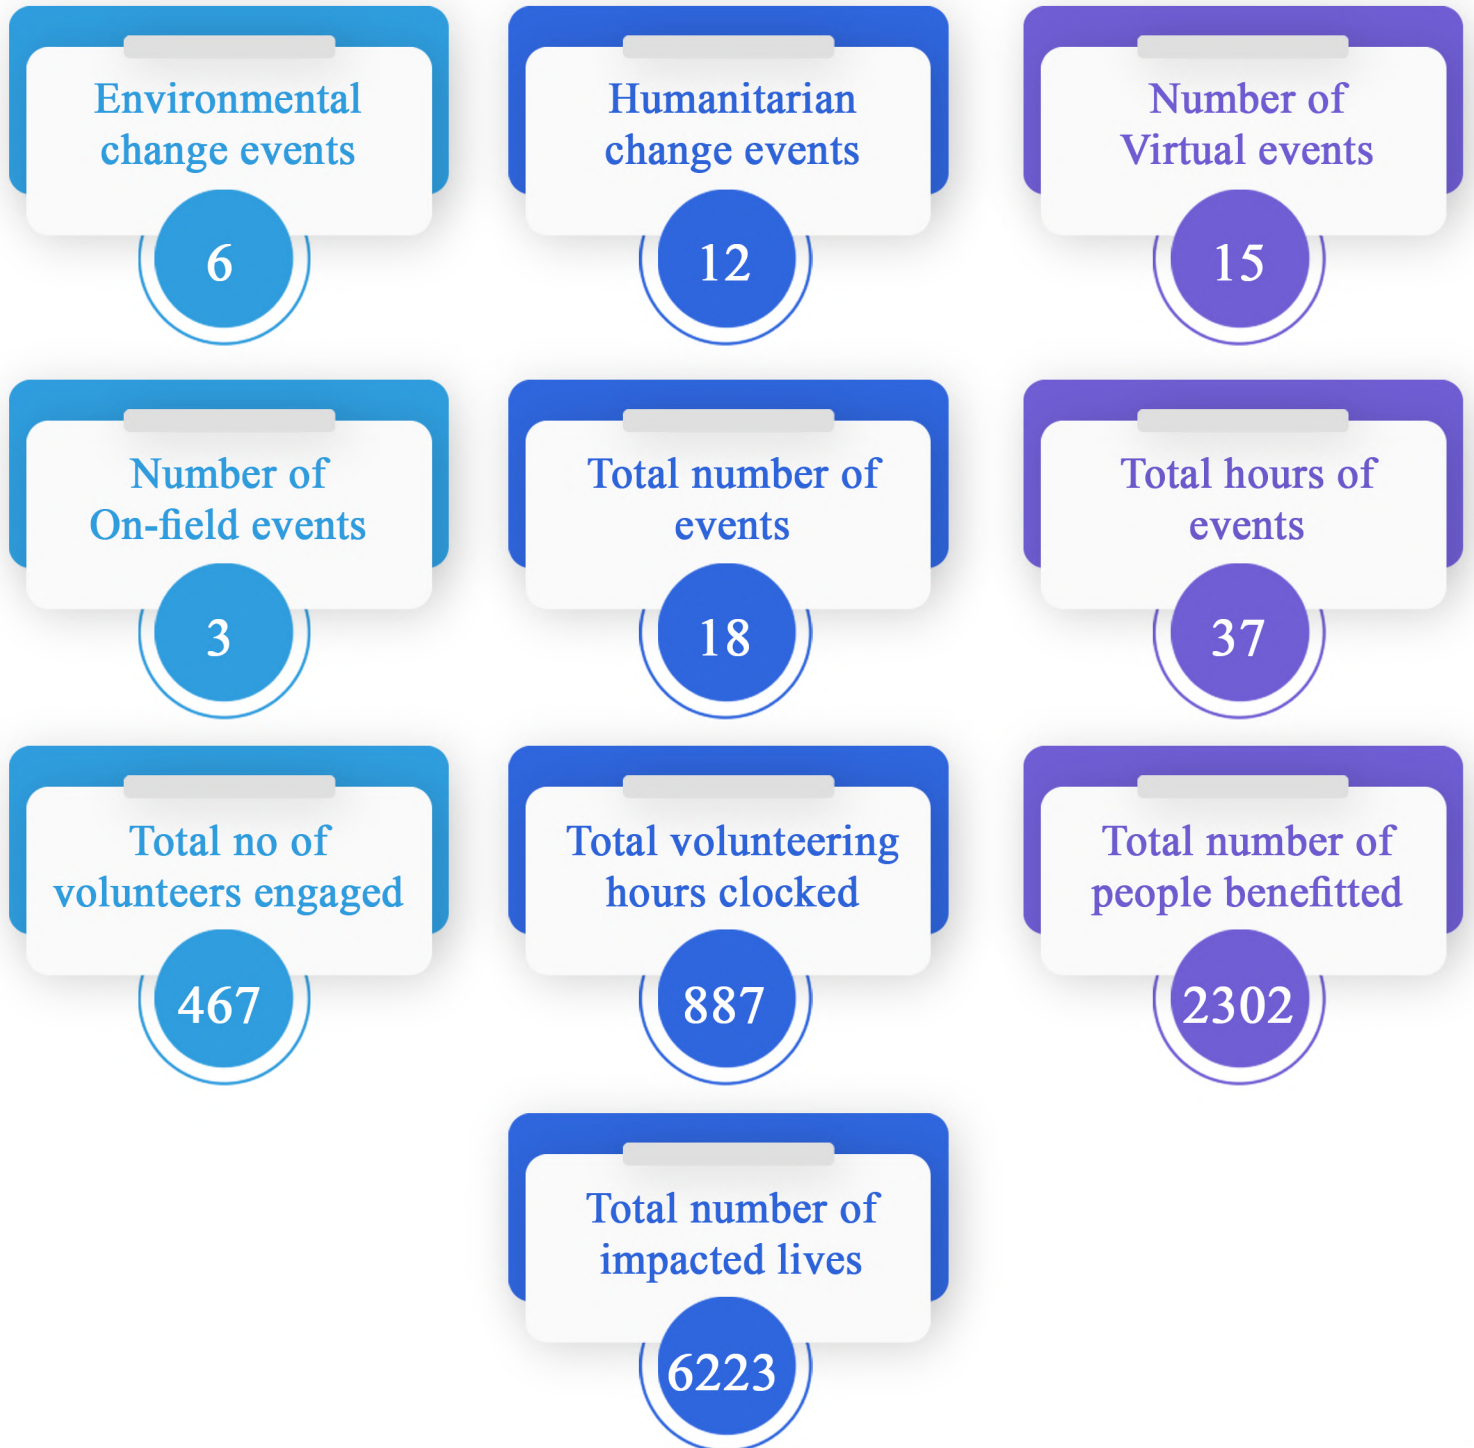 Environmental
change events
6
Humanitarian
change events
12
Number of
Virtual events
15
Number of
On-field events
3
Total number of
events
18
Total hours of
events
37
Total no of
volunteers engaged
467
Total volunteering
hours clocked
887
Total number of
people benefitted
2302
Total number of
impacted lives
6223